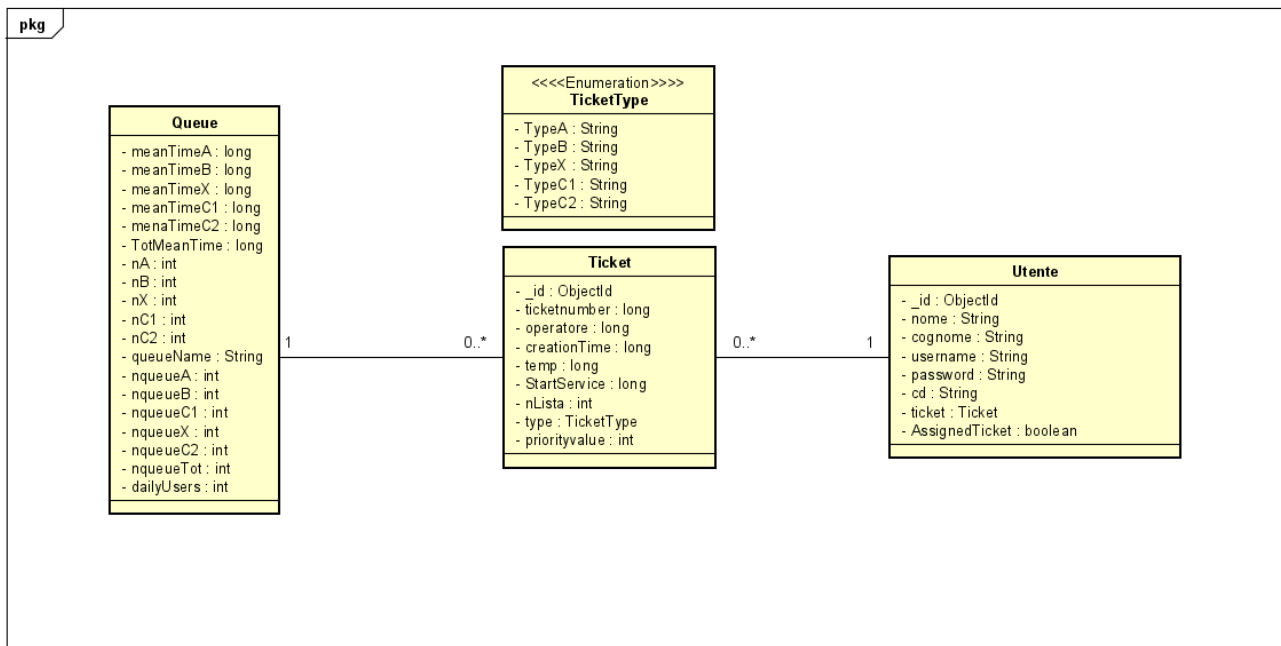 pkg
Queue
- meanTimeA : long
- meanTimeB : long
- meanTimeX : long
- meanTimeC1 : long
- menaTimeC2 : long
- TotMeanTime : long
- nA : int
- nB : int
- nX : int
- nC1 : int
- nC2 : int
- queueName : String
- nqueueA : int
- nqueueB : int
- nqueueC1 : int
- nqueueX : int
- nqueueC2 : int
- nqueueTot : int
- dailyUsers : int
1
0..*
<<<<Enumeration>>>>
TicketType
- TypeA : String
- TypeB : String
- TypeX : String
- TypeC1 : String
- TypeC2 : String
Ticket
- _id : ObjectId
- ticketnumber : long
- operatore : long
- creationTime : long
- temp : long
- StartService : long
- nLista : int
- type : TicketType
- priorityvalue : int
0..*
1
Utente
- _id : ObjectId
- nome : String
- cognome : String
- username : String
- password : String
- cd : String
- ticket : Ticket
- AssignedTicket : boolean